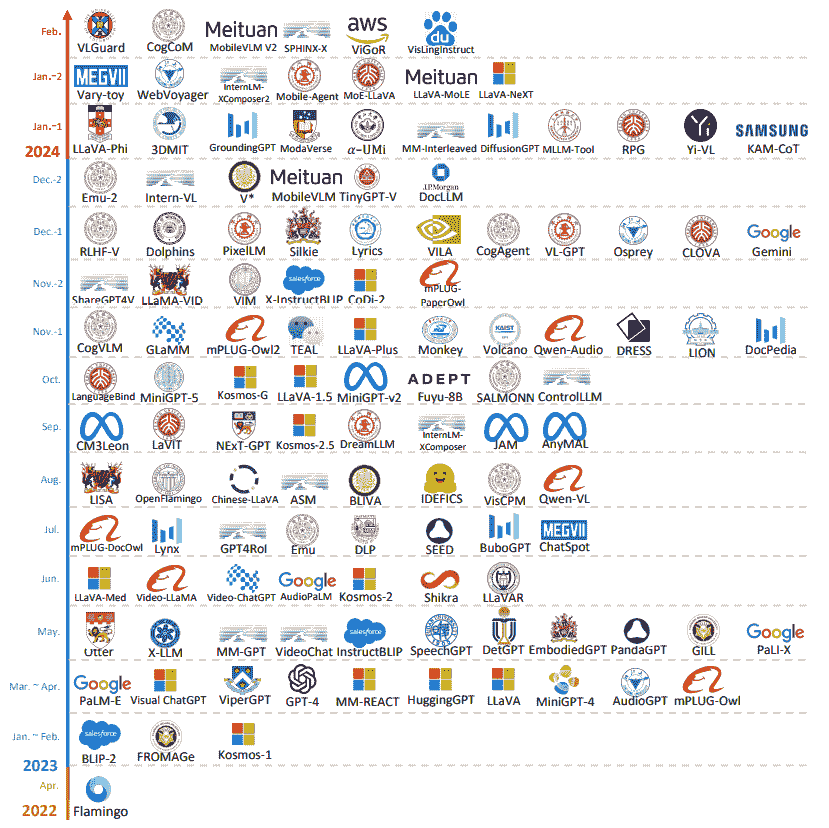 Feb.
Meituan
aws
du
VLGuard CogCoM MobileVLM V2 SPHINX-X ViGoR VisLingInstruct
Jan.-2
MEGVII
Meituan
Vary-toy WebVoyager InternLM-XComposer2 Mobile-Agent MoE-LLaVA LLaVA-MoLE LLaVA-NeXT
Jan.-1
Yi
SAMSUNG
2024
LLaVA-Phi 3DMIT GroundingGPT ModaVerse α-UMi MM-Interleaved DiffusionGPT MLLM-Tool RPG Yi-VL KAM-CoT
Dec.-2
Meituan
J.P.Morgan
Emu-2 Intern-VL V* MobileVLM TinyGPT-V DocLLM
Dec.-1
Google
RLHF-V Dolphins PixelLM Silkie Lyrics VILA CogAgent VL-GPT Osprey CLOVA Gemini
Nov.-2
salesforce
ShareGPT4V LLaMA-VID VIM X-InstructBLIP CoDi-2 mPLUG-PaperOwl
Nov.-1
KAIST
CogVLM GLaMM mPLUG-Owl2 TEAL LLaVA-Plus Monkey Volcano Qwen-Audio DRESS LION DocPedia
Oct.
ADEPT
LanguageBind MiniGPT-5 Kosmos-G LLaVA-1.5 MiniGPT-v2 Fuyu-8B SALMONN ControlLLM
Sep.
CM3Leon LaVIT NExT-GPT Kosmos-2.5 DreamLLM InternLM-XComposer JAM AnyMAL
Aug.
LISA OpenFlamingo Chinese-LLaVA ASM BLIVA IDEFICS VisCPM Qwen-VL
Jul.
MEGVII
mPLUG-DocOwl Lynx GPT4RoI Emu DLP SEED BuboGPT ChatSpot
Jun.
Google
LLaVA-Med Video-LLaMA Video-ChatGPT AudioPaLM Kosmos-2 Shikra LLaVAR
May.
salesforce
Google
Otter X-LLM MM-GPT VideoChat InstructBLIP SpeechGPT DetGPT EmbodiedGPT PandaGPT GILL PaLI-X
Mar. ~ Apr.
Google
PaLM-E Visual ChatGPT ViperGPT GPT-4 MM-REACT HuggingGPT LLaVA MiniGPT-4 AudioGPT mPLUG-Owl
Jan. ~ Feb.
salesforce
BLIP-2 FROMAGe Kosmos-1
2023
Apr.
2022
Flamingo